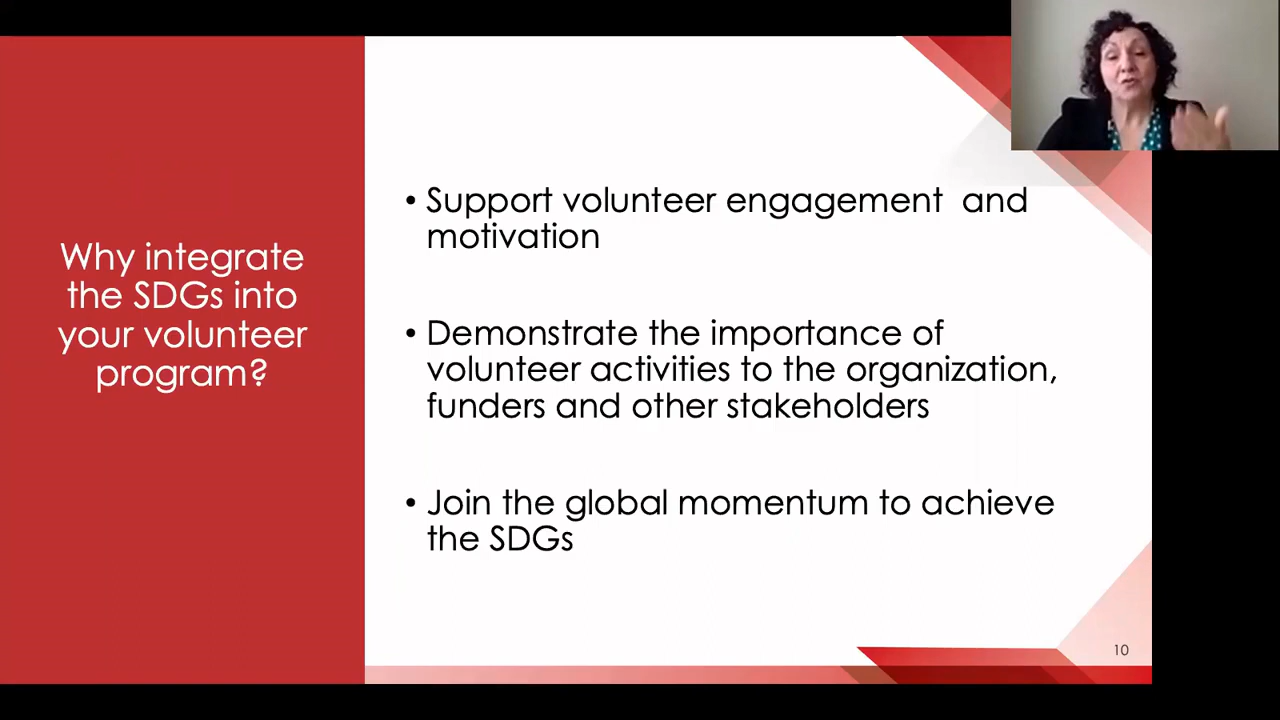 Why integrate
the SDGs into
your volunteer
program?
• Support volunteer engagement  and
motivation
• Demonstrate the importance of
volunteer activities to the organization,
funders and other stakeholders
• Join the global momentum to achieve
the SDGs
10